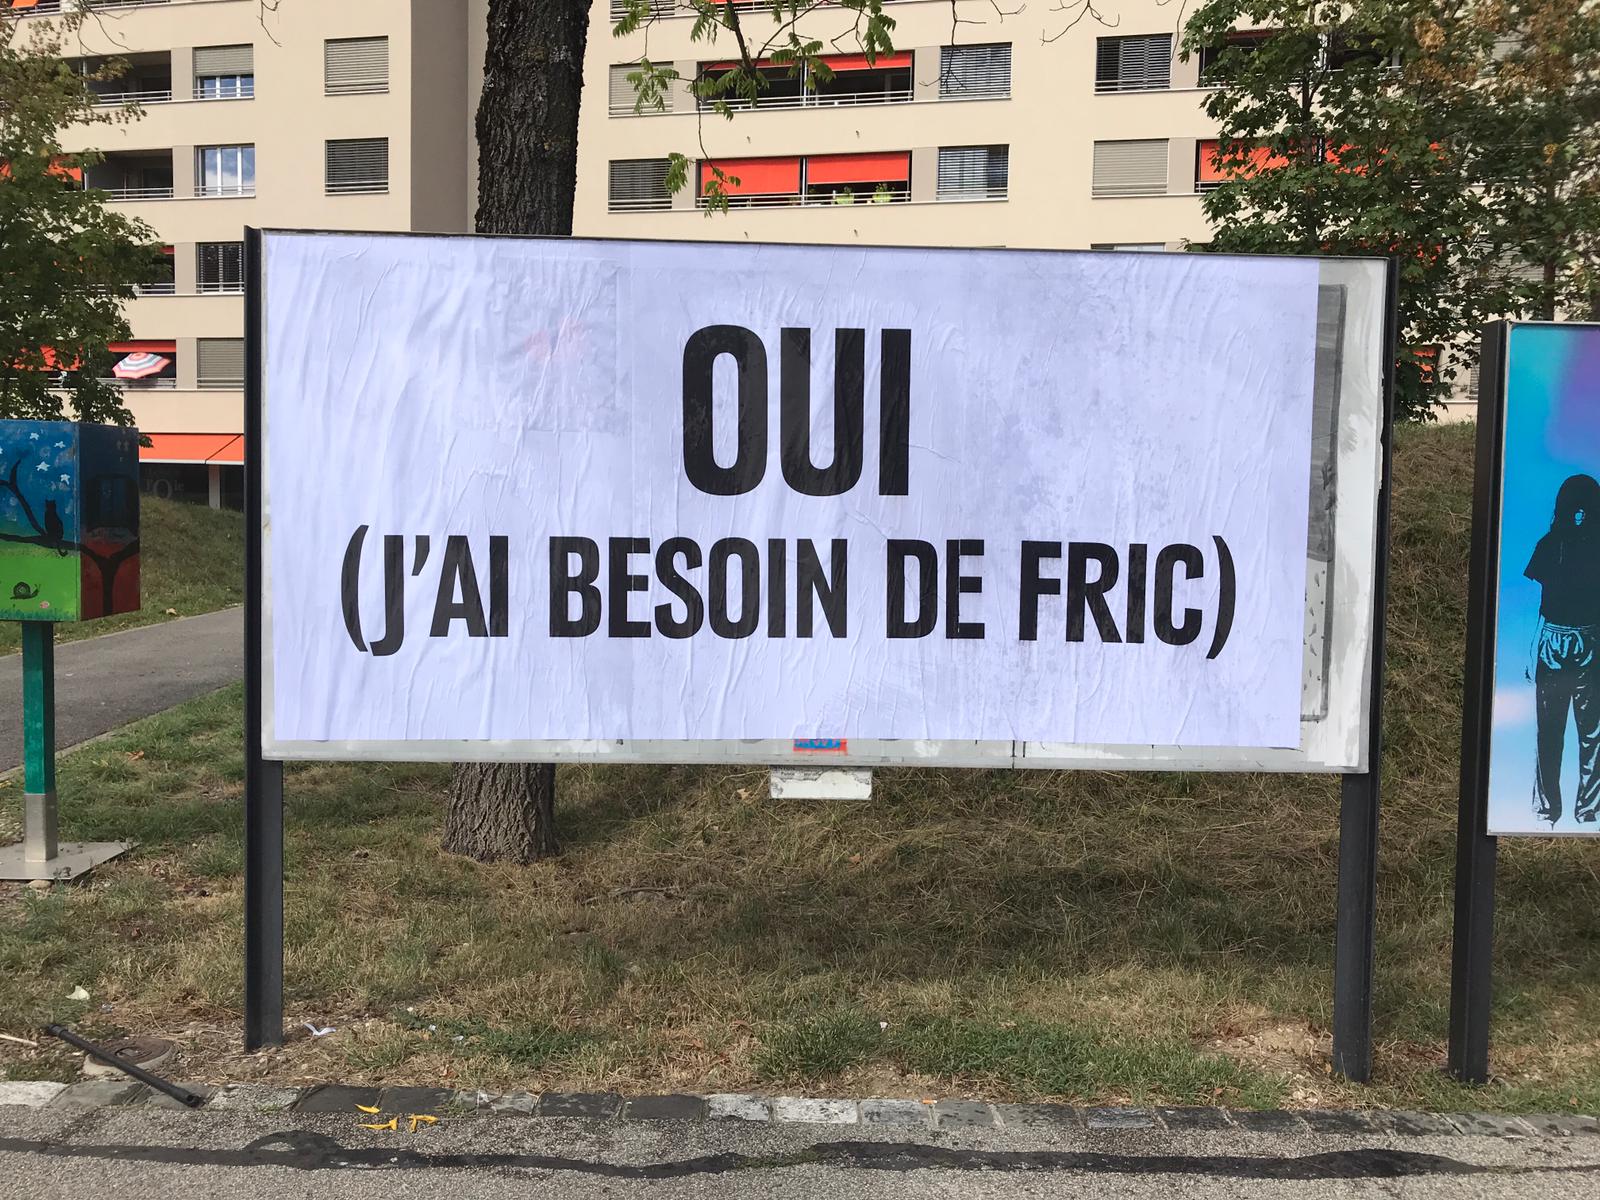 OUI
(J'AI BESOIN DE FRIC)